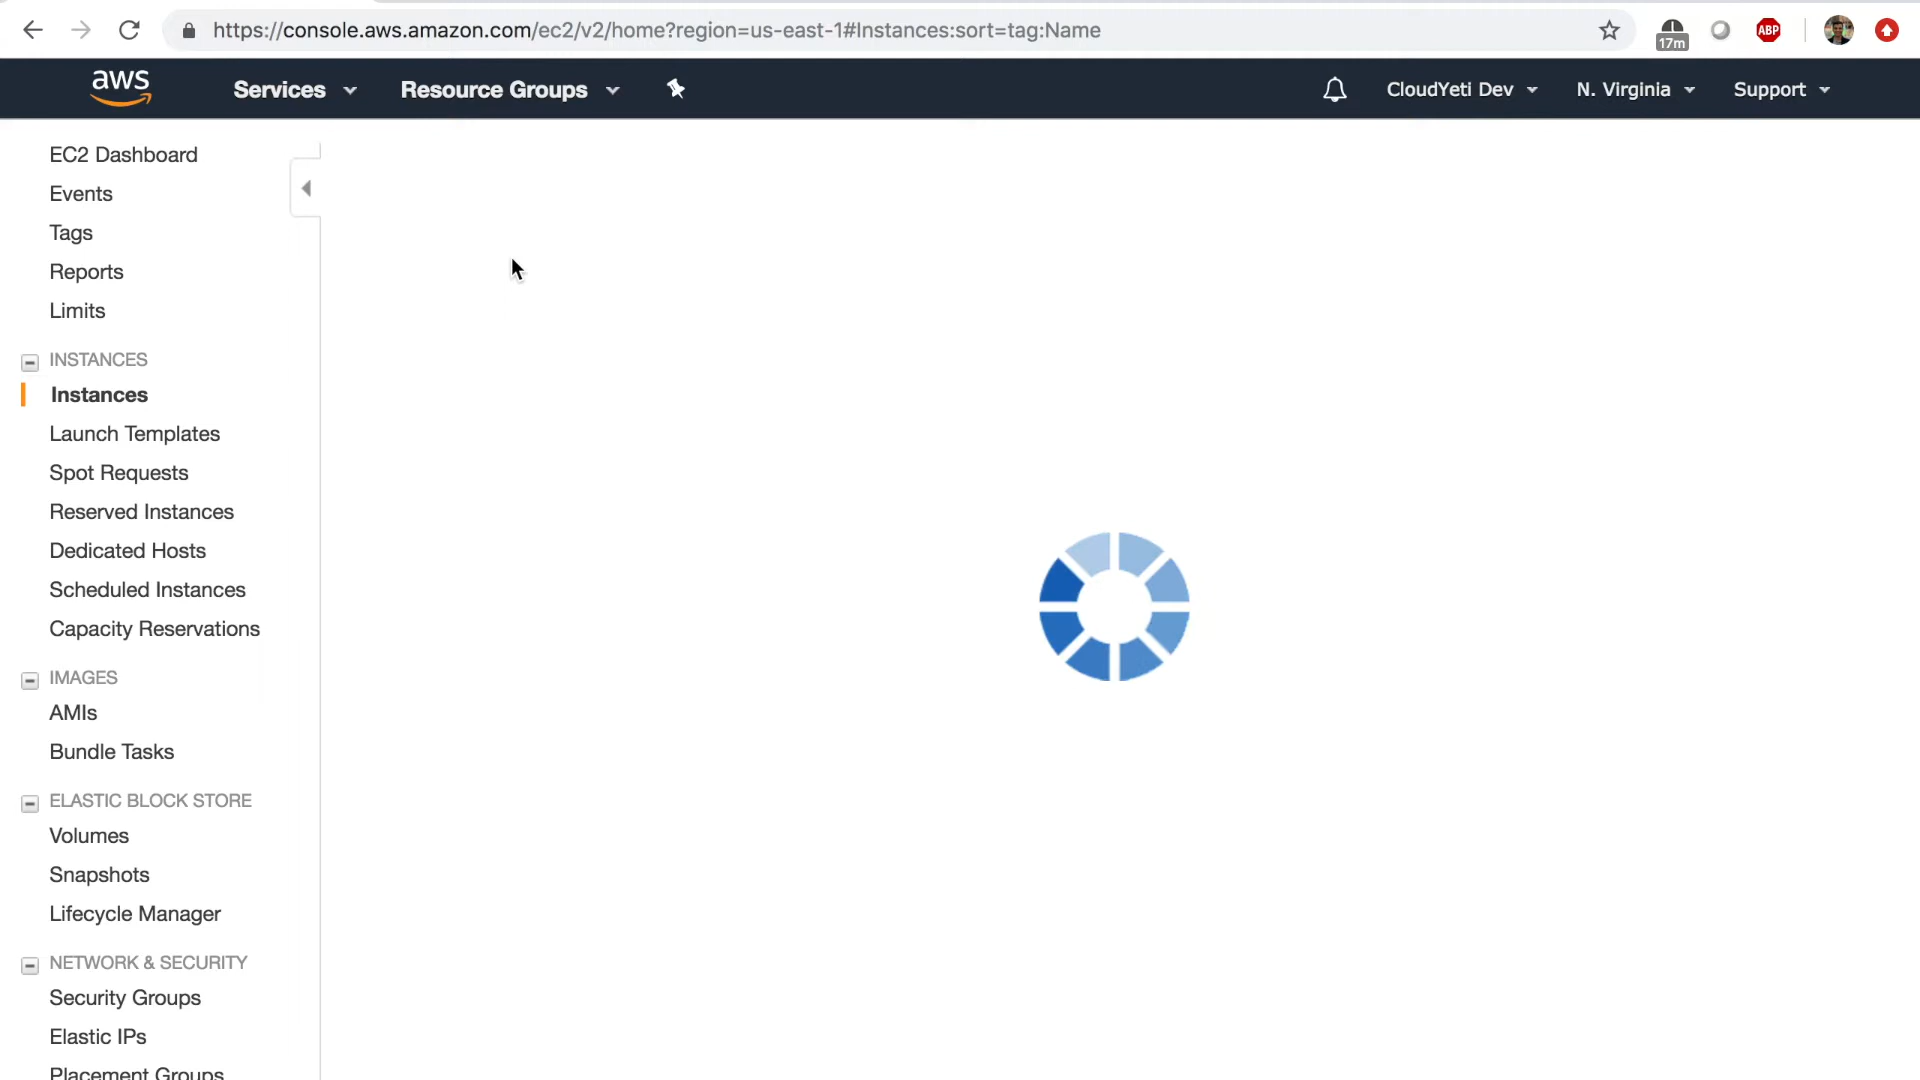 https://console.aws.amazon.com/ec2/v2/home?region=us-east-1#Instances:sort=tag:Name
17m
ABP
aws
Services
Resource Groups
CloudYeti Dev
N. Virginia
Support
EC2 Dashboard
Events
Tags
Reports
Limits
INSTANCES
Instances
Launch Templates
Spot Requests
Reserved Instances
Dedicated Hosts
Scheduled Instances
Capacity Reservations
IMAGES
AMIs
Bundle Tasks
ELASTIC BLOCK STORE
Volumes
Snapshots
Lifecycle Manager
NETWORK & SECURITY
Security Groups
Elastic IPs
Placement Groups